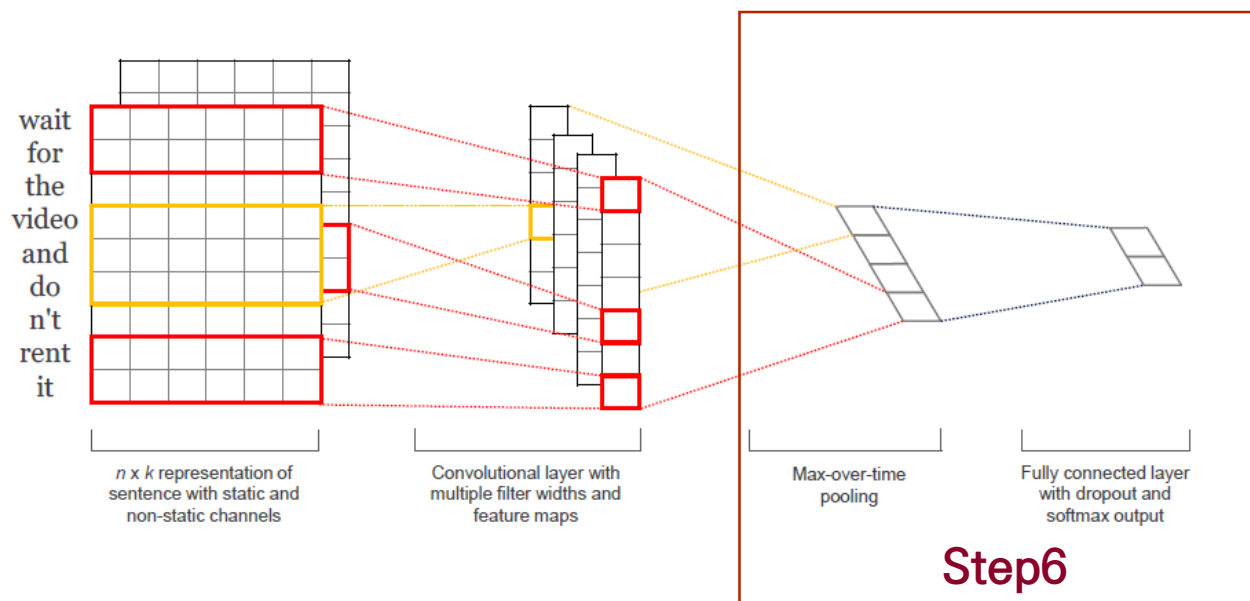 wait
for
the
video
and
do
n't
rent
it
n x k representation of
sentence with static and
non-static channels
Convolutional layer with
multiple filter widths and
feature maps
Max-over-time
pooling
Fully connected layer
with dropout and
softmax output
Step6